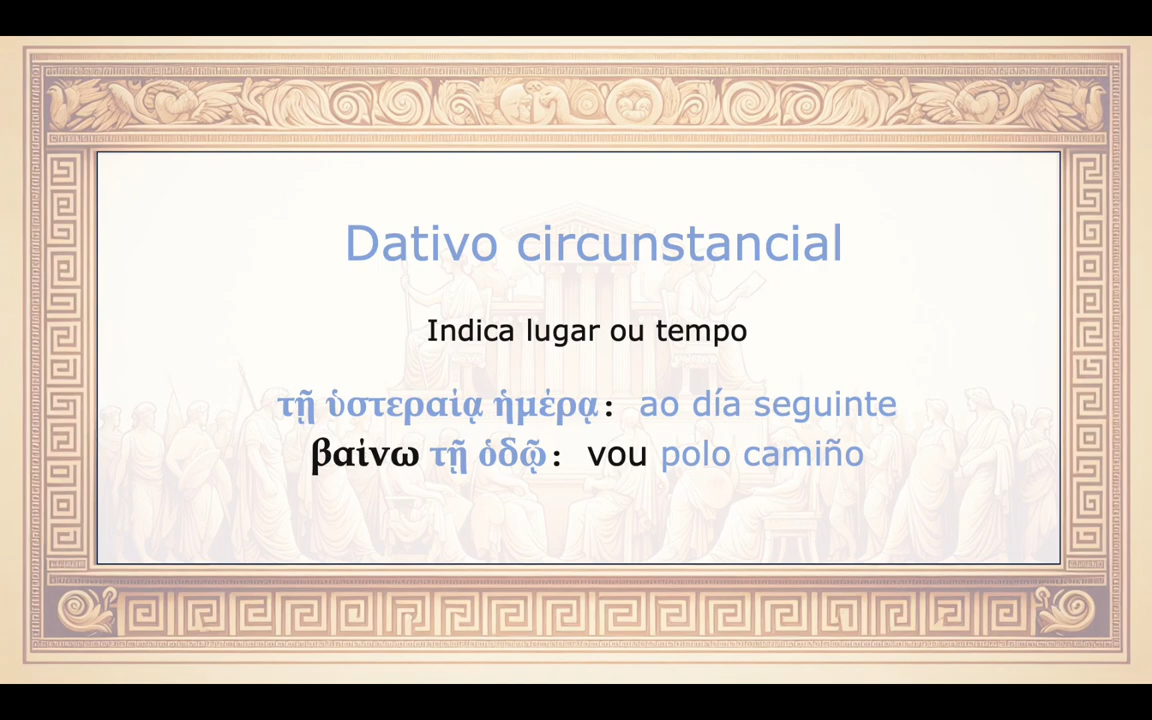 Dativo circunstancial
Indica lugar ou tempo
τῇ ὑστεραίᾳ ἡμέρᾳ: ao día seguinte
βαίνω τῇ ὁδῷ: vou polo camiño